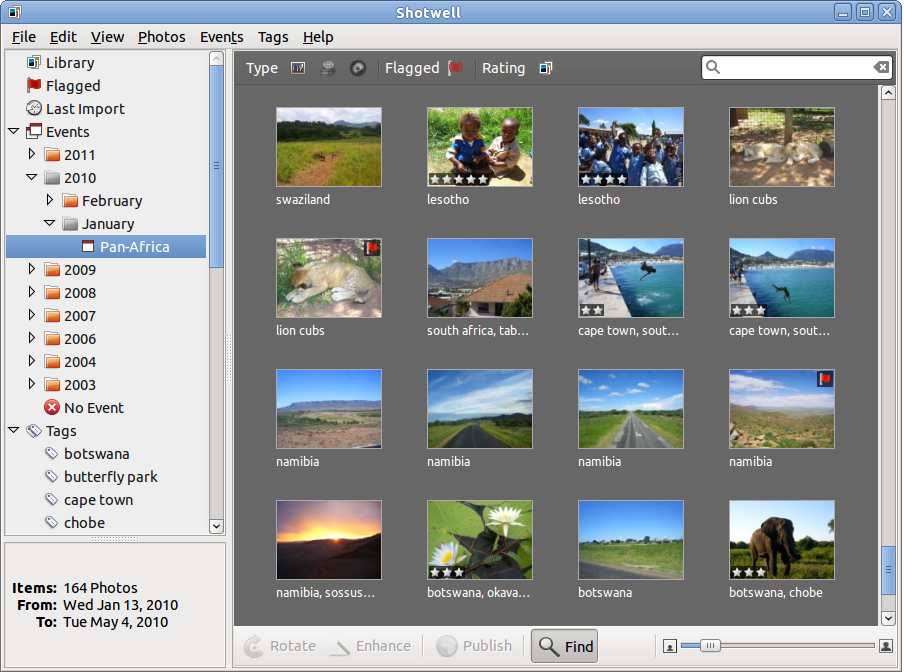 Shotwell
File Edit View Photos Events Tags Help
Library
Flagged
Last Import
Events
2011
2010
February
January
Pan-Africa
2009
2008
2007
2006
2004
2003
No Event
Tags
botswana
butterfly park
cape town
chobe
Items: 164 Photos
From: Wed Jan 13, 2010
To: Tue May 4, 2010
Type Flagged Rating
swaziland lesotho lesotho lion cubs
lion cubs south africa, tab... cape town, sout... cape town, sout...
namibia namibia namibia namibia
namibia, sossus... botswana, okava... botswana botswana, chobe
Rotate Enhance Publish Find